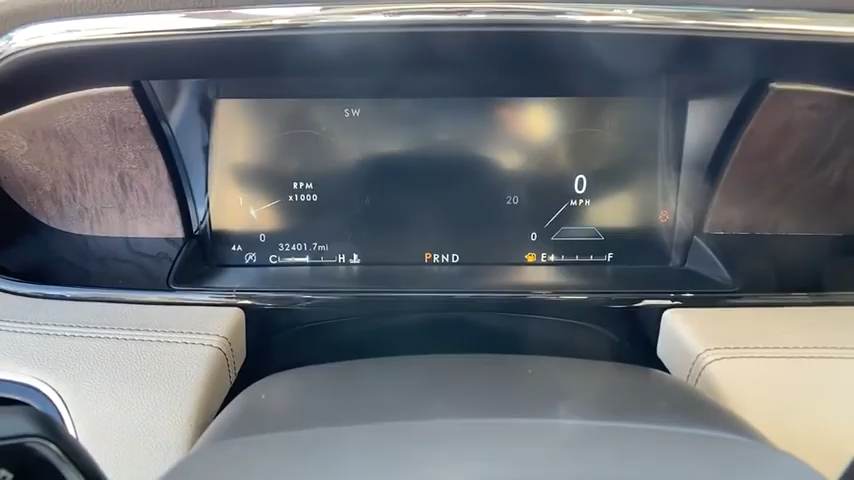 SW
RPM
x1000
1
0
4A
32401.7mi
C H
PRND
20
0
MPH
0
E F